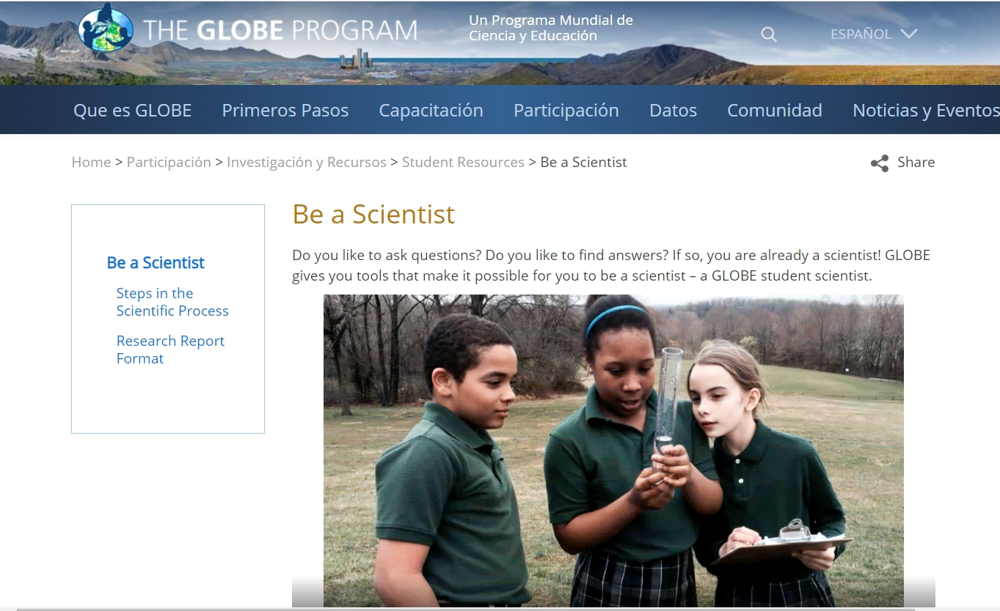 THE GLOBE PROGRAM
Un Programa Mundial de
Ciencia y Educación
ESPAÑOL
Que es GLOBE Primeros Pasos Capacitación Participación Datos Comunidad Noticias y Eventos
Home > Participación > Investigación y Recursos > Student Resources > Be a Scientist
Share
Be a Scientist
Steps in the
Scientific Process
Research Report
Format
Be a Scientist
Do you like to ask questions? Do you like to find answers? If so, you are already a scientist! GLOBE
gives you tools that make it possible for you to be a scientist – a GLOBE student scientist.